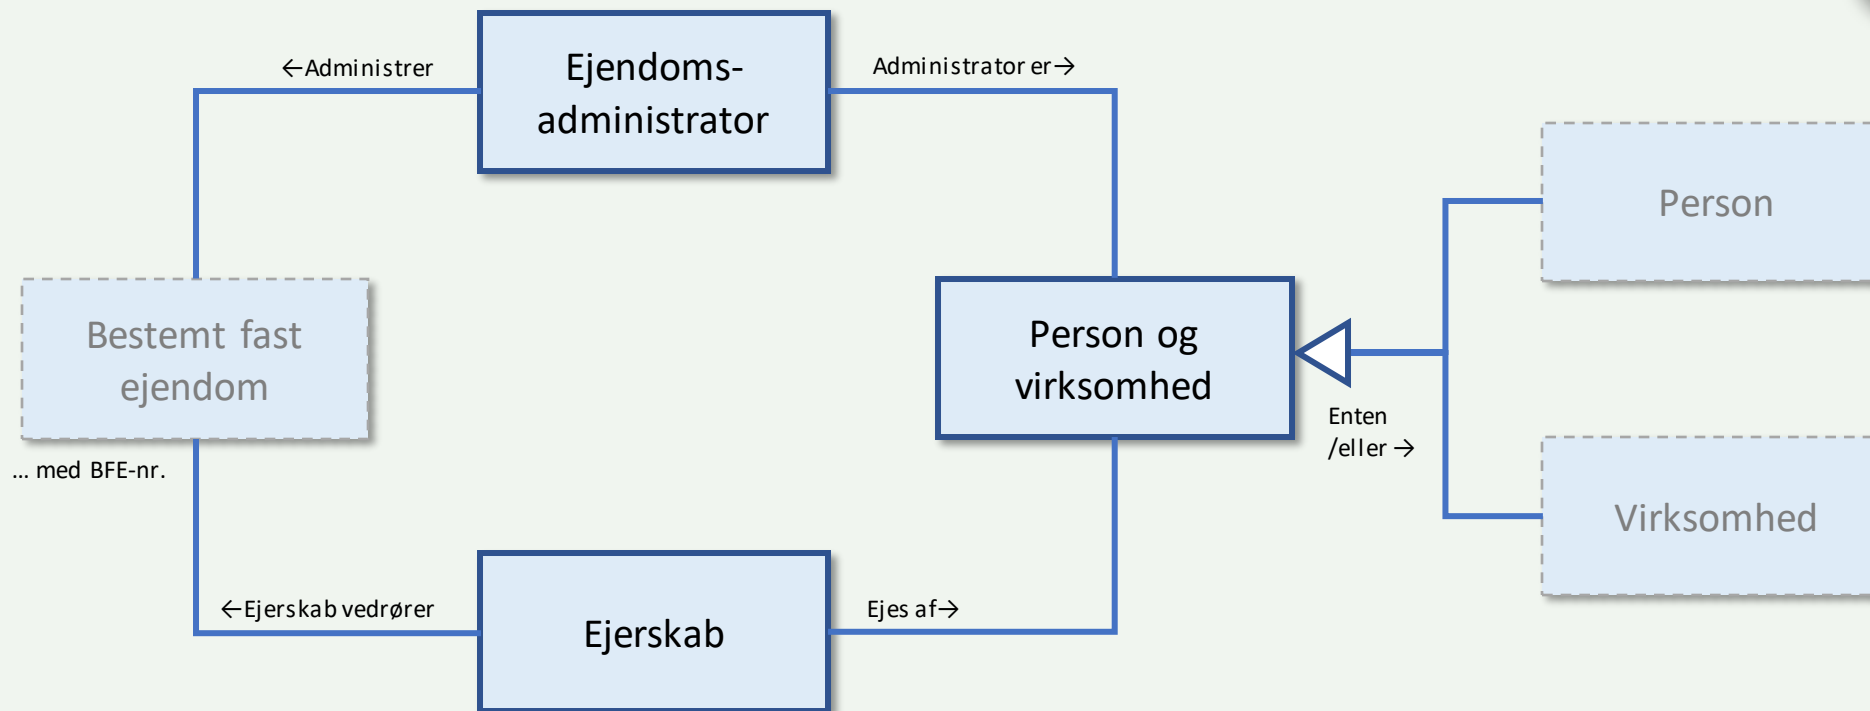 ←Administrer
Ejendoms-
administrator
Administrator er→
Person
Bestemt fast
ejendom
Person og
virksomhed
Enten
/eller →
... med BFE-nr.
Virksomhed
←Ejerskab vedrører
Ejerskab
Ejes af→